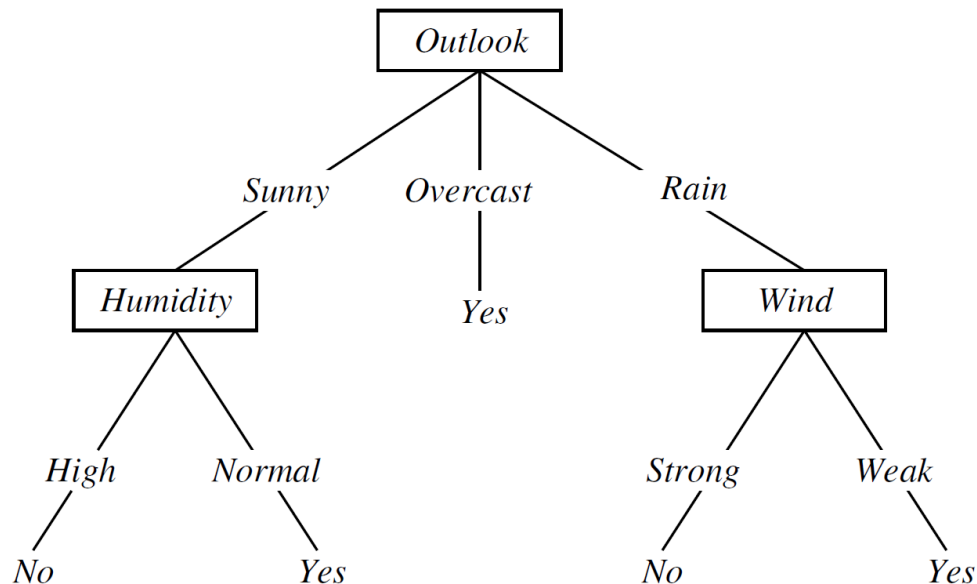 Outlook
Sunny Overcast Rain
Humidity Yes Wind
High Normal Strong Weak
No Yes No Yes